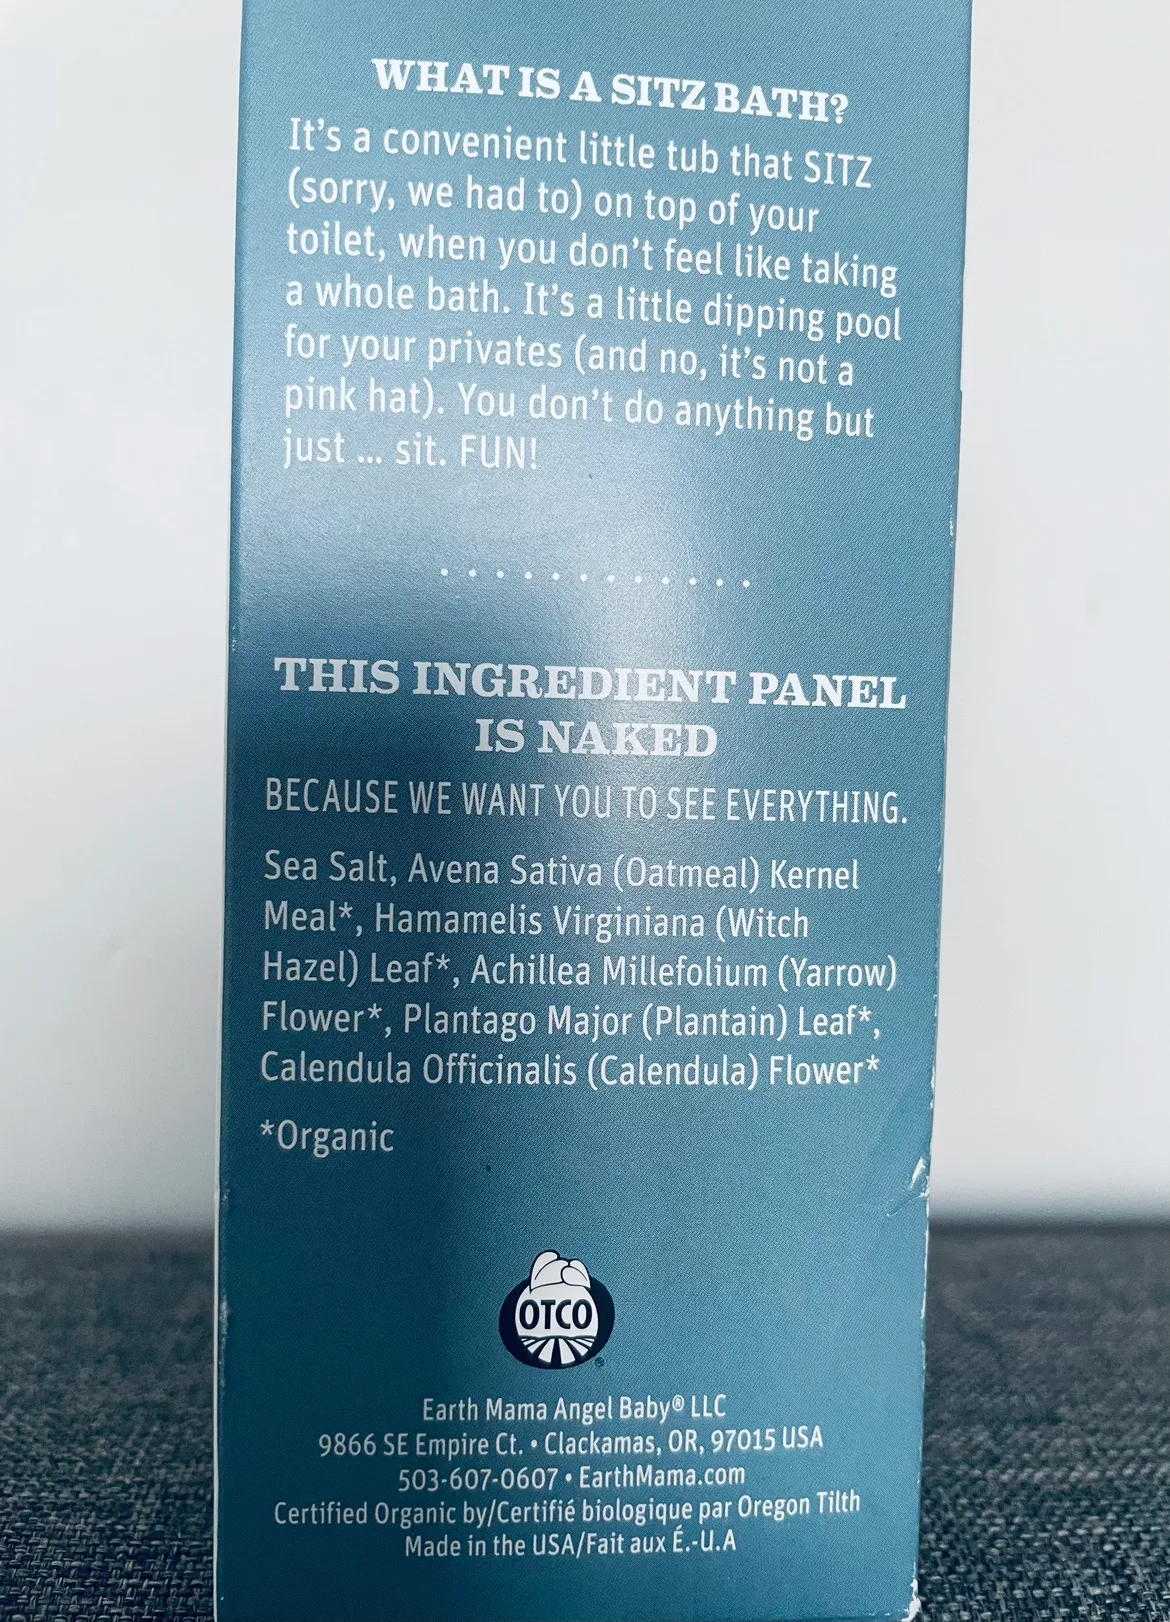 WHAT IS A SITZ BATH?
It's a convenient little tub that SITZ
(sorry, we had to) on top of your
toilet, when you don't feel like taking
a whole bath. It's a little dipping pool
for your privates (and no, it's not a
pink hat). You don't do anything but
just ... sit. FUN!
THIS INGREDIENT PANEL
IS NAKED
BECAUSE WE WANT YOU TO SEE EVERYTHING.
Sea Salt, Avena Sativa (Oatmeal) Kernel
Meal*, Hamamelis Virginiana (Witch
Hazel) Leaf*, Achillea Millefolium (Yarrow)
Flower*, Plantago Major (Plantain) Leaf*,
Calendula Officinalis (Calendula) Flower*
*Organic
OTCO
Earth Mama Angel Baby® LLC
9866 SE Empire Ct. • Clackamas, OR, 97015 USA
503-607-0607 • EarthMama.com
Certified Organic by/Certifié biologique par Oregon Tilth
Made in the USA/Fait aux É.-U.A